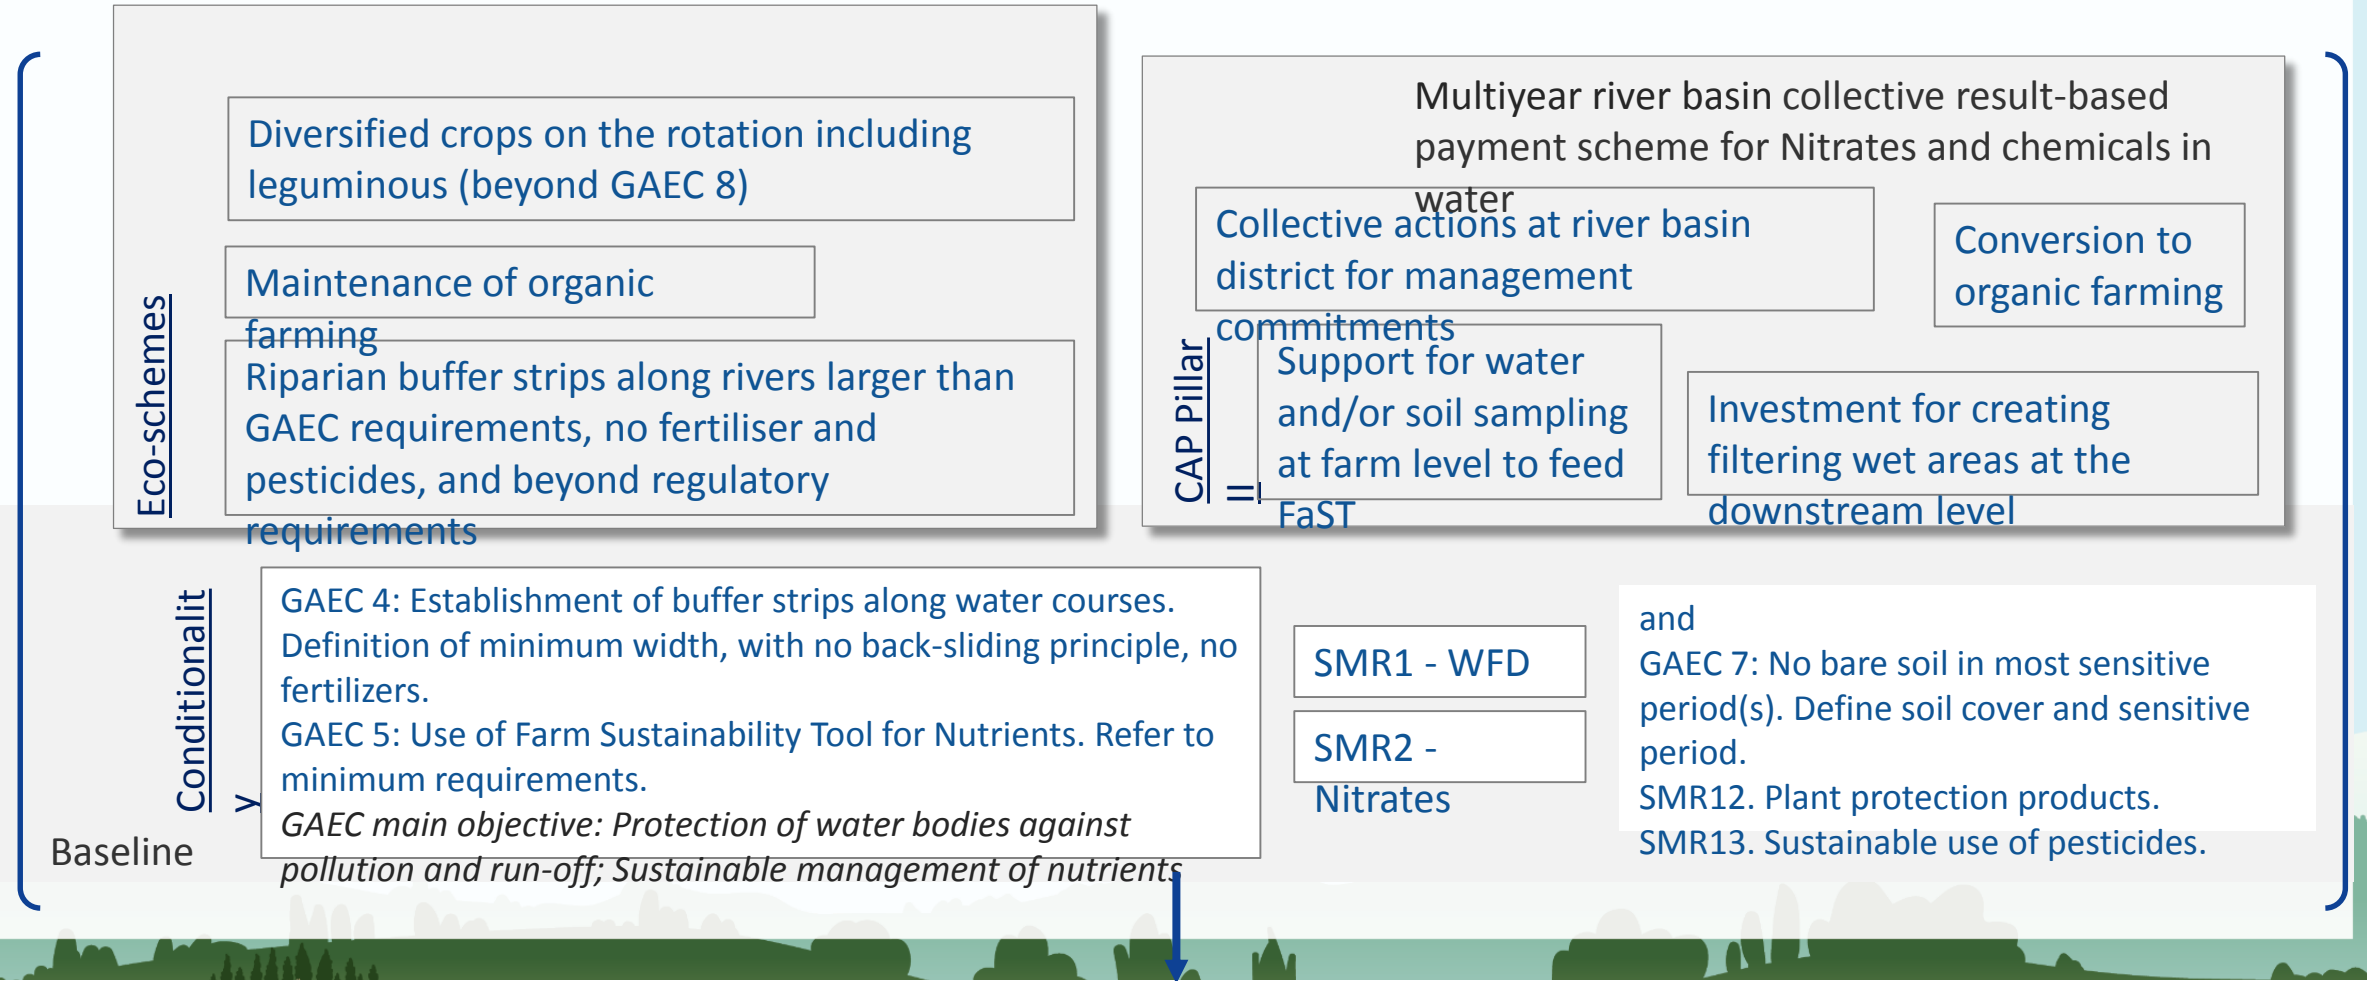 Eco-schemes
Diversified crops on the rotation including
leguminous (beyond GAEC 8)
Maintenance of organic
farming
Riparian buffer strips along rivers larger than
GAEC requirements, no fertiliser and
pesticides, and beyond regulatory
requirements
CAP Pillar
II
Multiyear river basin collective result-based
payment scheme for Nitrates and chemicals in
water
Collective actions at river basin
district for management
commitments
Conversion to
organic farming
Support for water
and/or soil sampling
at farm level to feed
FaST
Investment for creating
filtering wet areas at the
downstream level
Conditionalit
y
Baseline
GAEC 4: Establishment of buffer strips along water courses.
Definition of minimum width, with no back-sliding principle, no
fertilizers.
GAEC 5: Use of Farm Sustainability Tool for Nutrients. Refer to
minimum requirements.
GAEC main objective: Protection of water bodies against
pollution and run-off; Sustainable management of nutrients
SMR1 - WFD
SMR2 -
Nitrates
and
GAEC 7: No bare soil in most sensitive
period(s). Define soil cover and sensitive
period.
SMR12. Plant protection products.
SMR13. Sustainable use of pesticides.